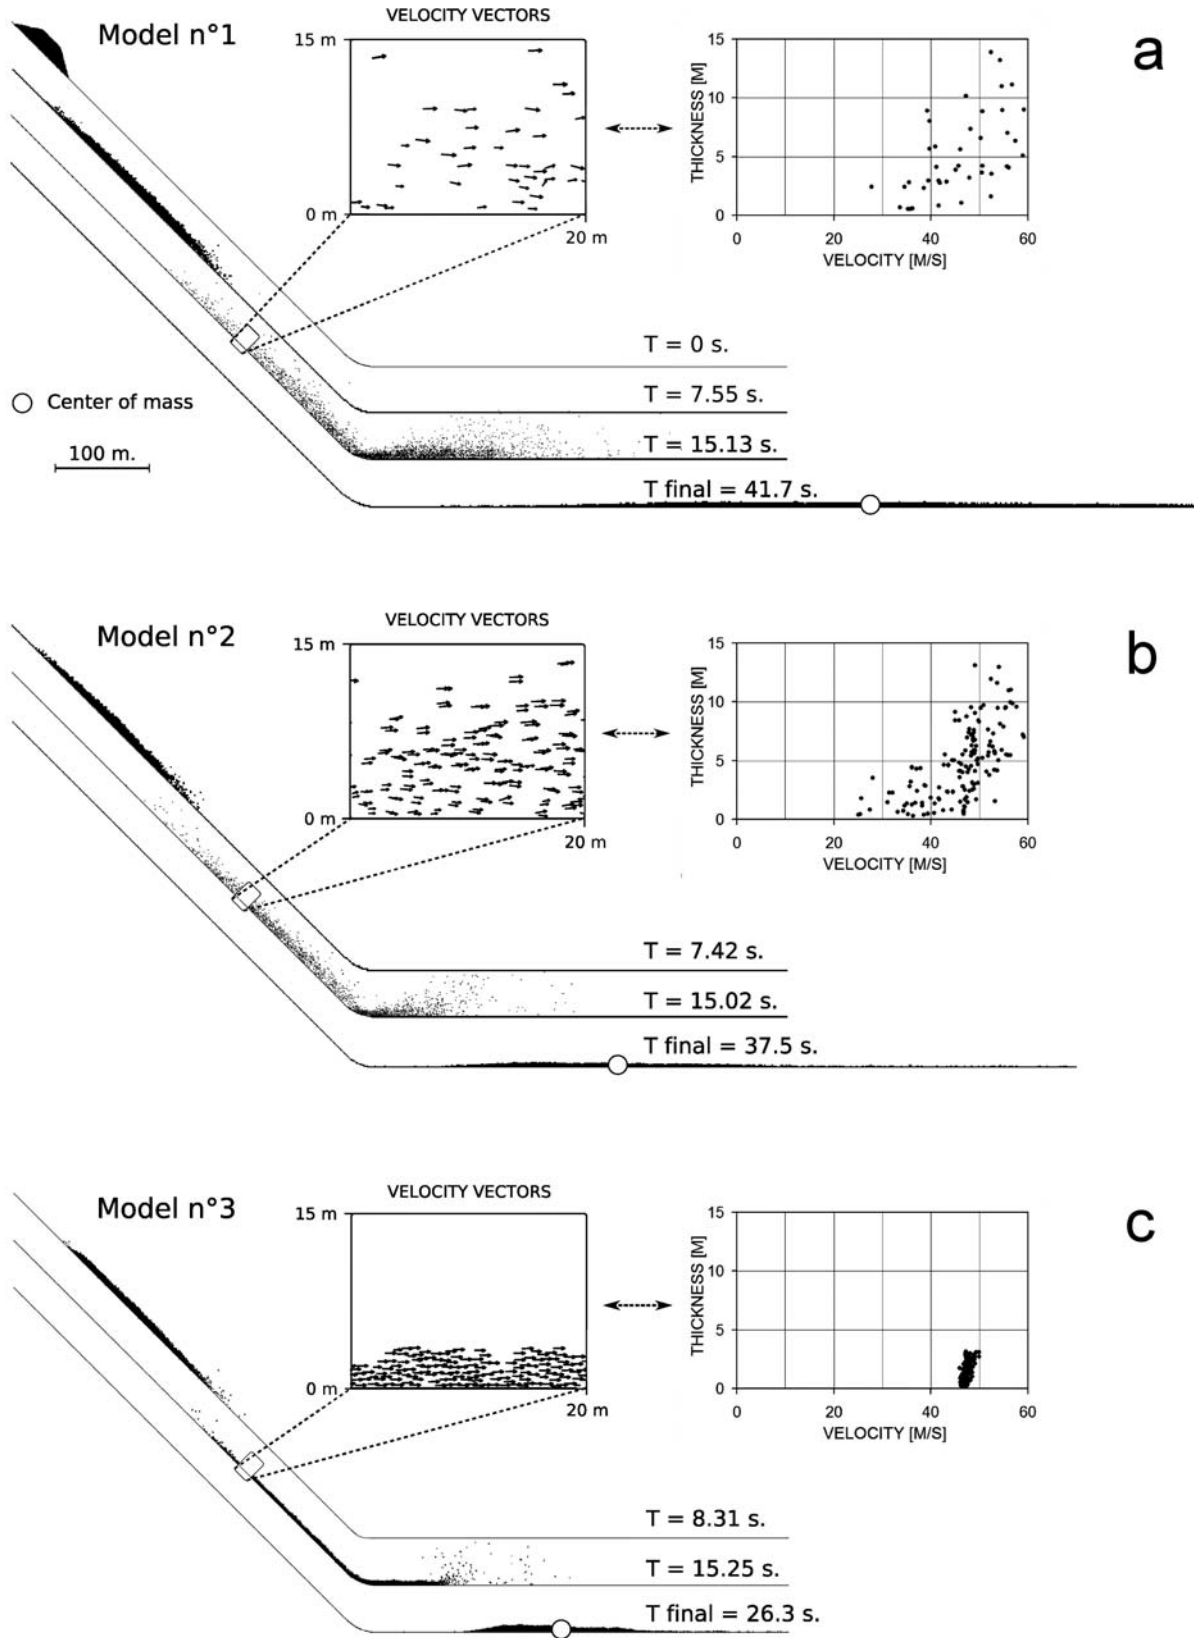 VELOCITY VECTORS
Model n°1
a
15 m
0 m
20 m
THICKNESS [M]
15
10
5
0
0 20 40 60
VELOCITY [M/S]
T = 0 s.
T = 7.55 s.
T = 15.13 s.
T final = 41.7 s.
Center of mass
100 m.
VELOCITY VECTORS
Model n°2
b
15 m
0 m
20 m
THICKNESS [M]
15
10
5
0
0 20 40 60
VELOCITY [M/S]
T = 7.42 s.
T = 15.02 s.
T final = 37.5 s.
VELOCITY VECTORS
Model n°3
c
15 m
0 m
20 m
THICKNESS [M]
15
10
5
0
0 20 40 60
VELOCITY [M/S]
T = 8.31 s.
T = 15.25 s.
T final = 26.3 s.